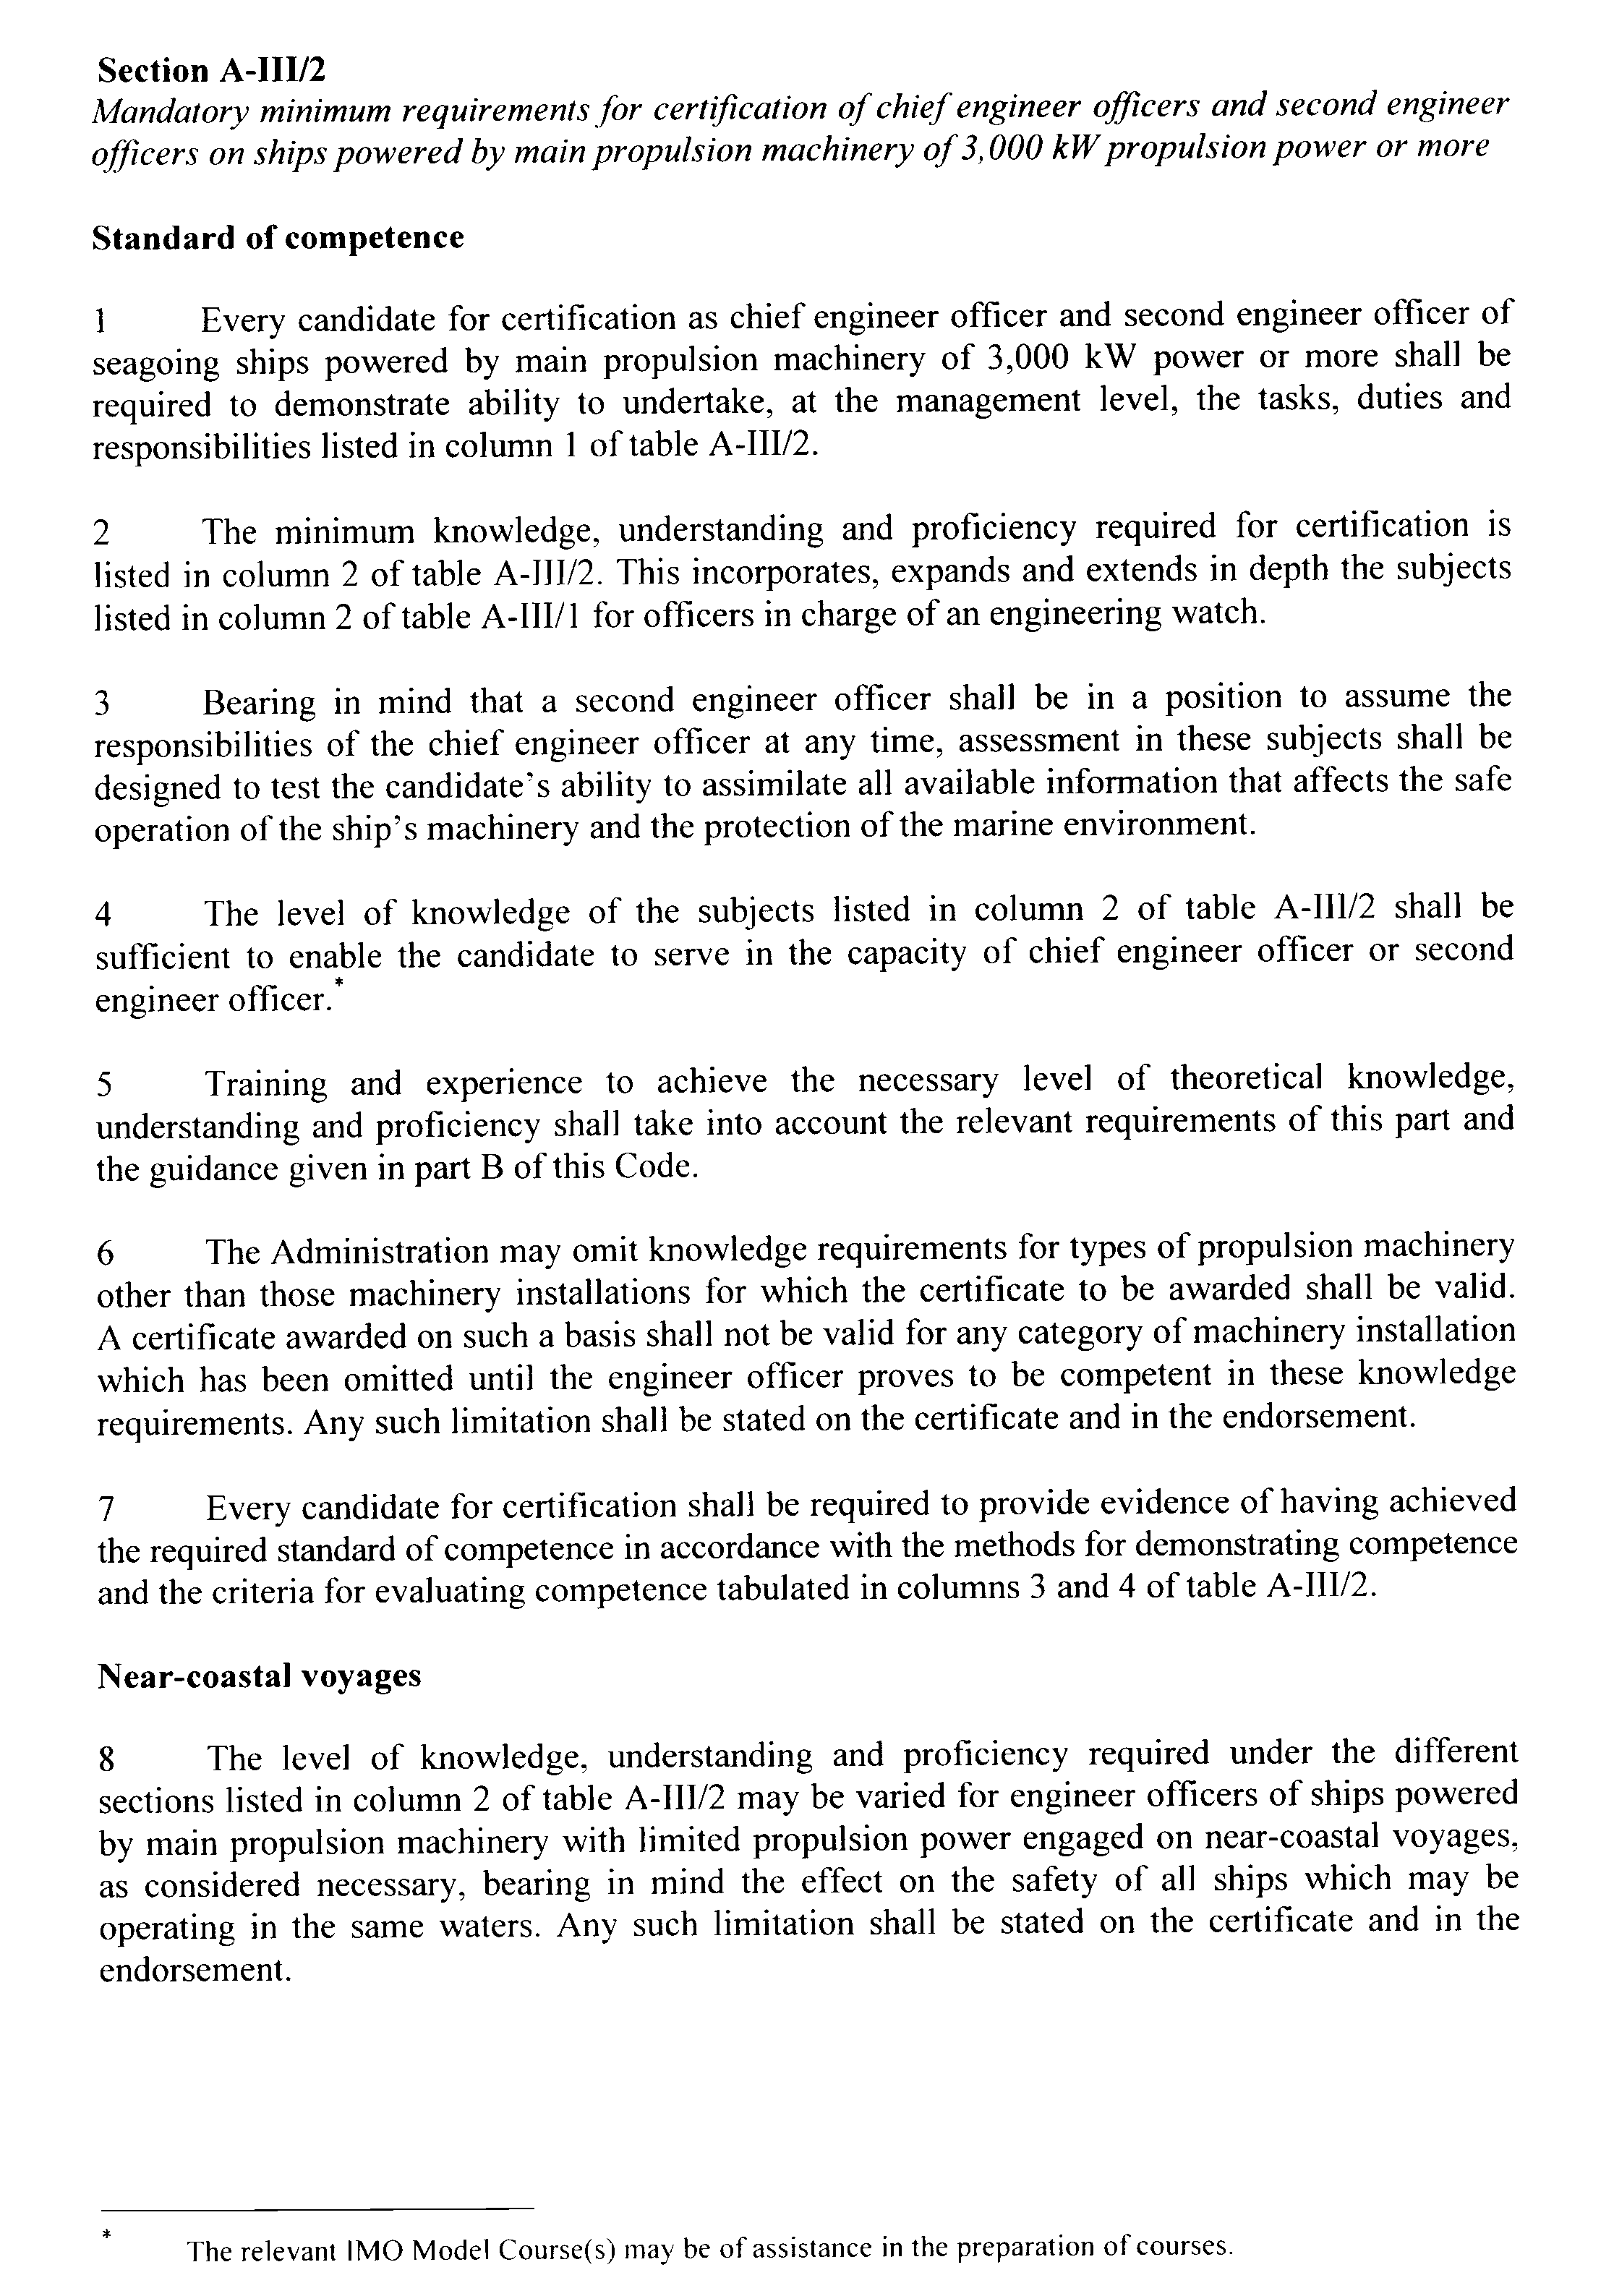 Section A-III/2
Mandatory minimum requirements for certification of chief engineer officers and second engineer
officers on ships powered by main propulsion machinery of 3,000 kW propulsion power or more
Standard of competence
1 Every candidate for certification as chief engineer officer and second engineer officer of
seagoing ships powered by main propulsion machinery of 3,000 kW power or more shall be
required to demonstrate ability to undertake, at the management level, the tasks, duties and
responsibilities listed in column 1 of table A-III/2.
2 The minimum knowledge, understanding and proficiency required for certification is
listed in column 2 of table A-III/2. This incorporates, expands and extends in depth the subjects
listed in column 2 of table A-III/1 for officers in charge of an engineering watch.
3 Bearing in mind that a second engineer officer shall be in a position to assume the
responsibilities of the chief engineer officer at any time, assessment in these subjects shall be
designed to test the candidate's ability to assimilate all available information that affects the safe
operation of the ship's machinery and the protection of the marine environment.
4 The level of knowledge of the subjects listed in column 2 of table A-III/2 shall be
sufficient to enable the candidate to serve in the capacity of chief engineer officer or second
engineer officer.*
5 Training and experience to achieve the necessary level of theoretical knowledge,
understanding and proficiency shall take into account the relevant requirements of this part and
the guidance given in part B of this Code.
6 The Administration may omit knowledge requirements for types of propulsion machinery
other than those machinery installations for which the certificate to be awarded shall be valid.
A certificate awarded on such a basis shall not be valid for any category of machinery installation
which has been omitted until the engineer officer proves to be competent in these knowledge
requirements. Any such limitation shall be stated on the certificate and in the endorsement.
7 Every candidate for certification shall be required to provide evidence of having achieved
the required standard of competence in accordance with the methods for demonstrating competence
and the criteria for evaluating competence tabulated in columns 3 and 4 of table A-III/2.
Near-coastal voyages
8 The level of knowledge, understanding and proficiency required under the different
sections listed in column 2 of table A-III/2 may be varied for engineer officers of ships powered
by main propulsion machinery with limited propulsion power engaged on near-coastal voyages,
as considered necessary, bearing in mind the effect on the safety of all ships which may be
operating in the same waters. Any such limitation shall be stated on the certificate and in the
endorsement.
* The relevant IMO Model Course(s) may be of assistance in the preparation of courses.